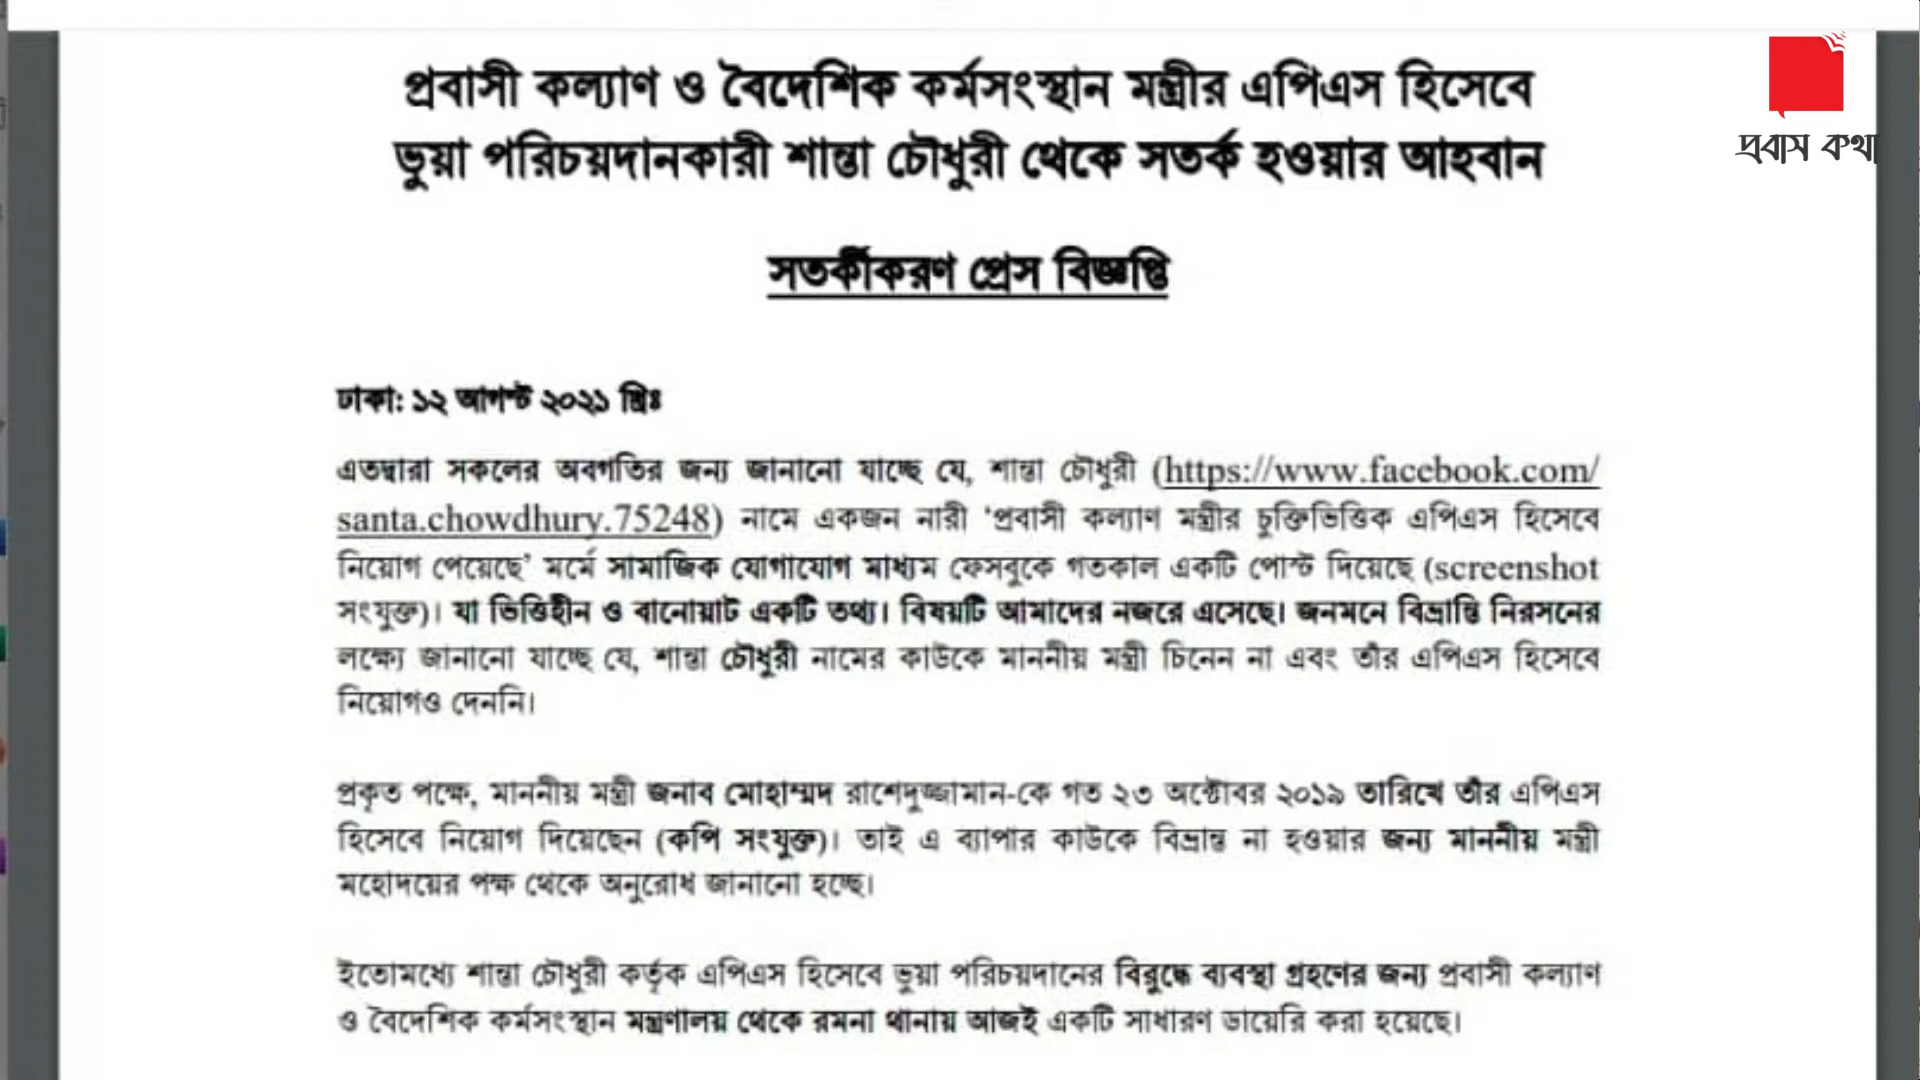 প্রবাসী কল্যাণ ও বৈদেশিক কর্মসংস্থান মন্ত্রীর এপিএস হিসেবে
ভুয়া পরিচয়দানকারী শান্তা চৌধুরী থেকে সতর্ক হওয়ার আহবান
প্রবাস কথা
সতর্কীকরণ প্রেস বিজ্ঞপ্তি
ঢাকা: ১২ আগস্ট ২০২১ খ্রিঃ
এতদ্বারা সকলের অবগতির জন্য জানানো যাচ্ছে যে, শান্তা চৌধুরী (https://www.facebook.com/
santa.chowdhury.75248) নামে একজন নারী ‘প্রবাসী কল্যাণ মন্ত্রীর চুক্তিভিত্তিক এপিএস হিসেবে
নিয়োগ পেয়েছে’ মর্মে সামাজিক যোগাযোগ মাধ্যম ফেসবুকে গতকাল একটি পোস্ট দিয়েছে (screenshot
সংযুক্ত)। যা ভিত্তিহীন ও বানোয়াট একটি তথ্য। বিষয়টি আমাদের নজরে এসেছে। জনমনে বিভ্রান্তি নিরসনের
লক্ষ্যে জানানো যাচ্ছে যে, শান্তা চৌধুরী নামের কাউকে মাননীয় মন্ত্রী চিনেন না এবং তাঁর এপিএস হিসেবে
নিয়োগও দেননি।
প্রকৃত পক্ষে, মাননীয় মন্ত্রী জনাব মোহাম্মদ রাশেদুজ্জামান-কে গত ২৩ অক্টোবর ২০১৯ তারিখে তাঁর এপিএস
হিসেবে নিয়োগ দিয়েছেন (কপি সংযুক্ত)। তাই এ ব্যাপার কাউকে বিভ্রান্ত না হওয়ার জন্য মাননীয় মন্ত্রী
মহোদয়ের পক্ষ থেকে অনুরোধ জানানো হচ্ছে।
ইতোমধ্যে শান্তা চৌধুরী কর্তৃক এপিএস হিসেবে ভুয়া পরিচয়দানের বিরুদ্ধে ব্যবস্থা গ্রহণের জন্য প্রবাসী কল্যাণ
ও বৈদেশিক কর্মসংস্থান মন্ত্রণালয় থেকে রমনা থানায় আজই একটি সাধারণ ডায়েরি করা হয়েছে।